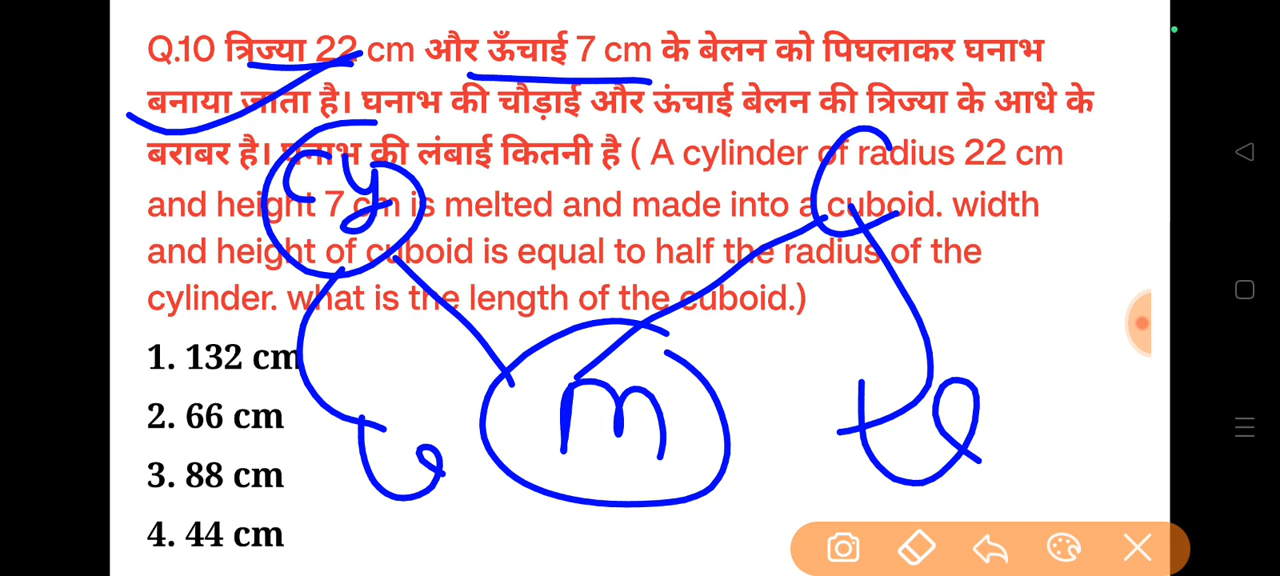 Q.10 त्रिज्या 22 cm और ऊँचाई 7 cm के बेलन को पिघलाकर घनाभ
बनाया जाता है। घनाभ की चौड़ाई और ऊंचाई बेलन की त्रिज्या के आधे के
बराबर है। घनाभ की लंबाई कितनी है ( A cylinder of radius 22 cm
and height 7 cm is melted and made into a cuboid. width
and height of cuboid is equal to half the radius of the
cylinder. what is the length of the cuboid.)
1. 132 cm
2. 66 cm
3. 88 cm
4. 44 cm
Cy
m